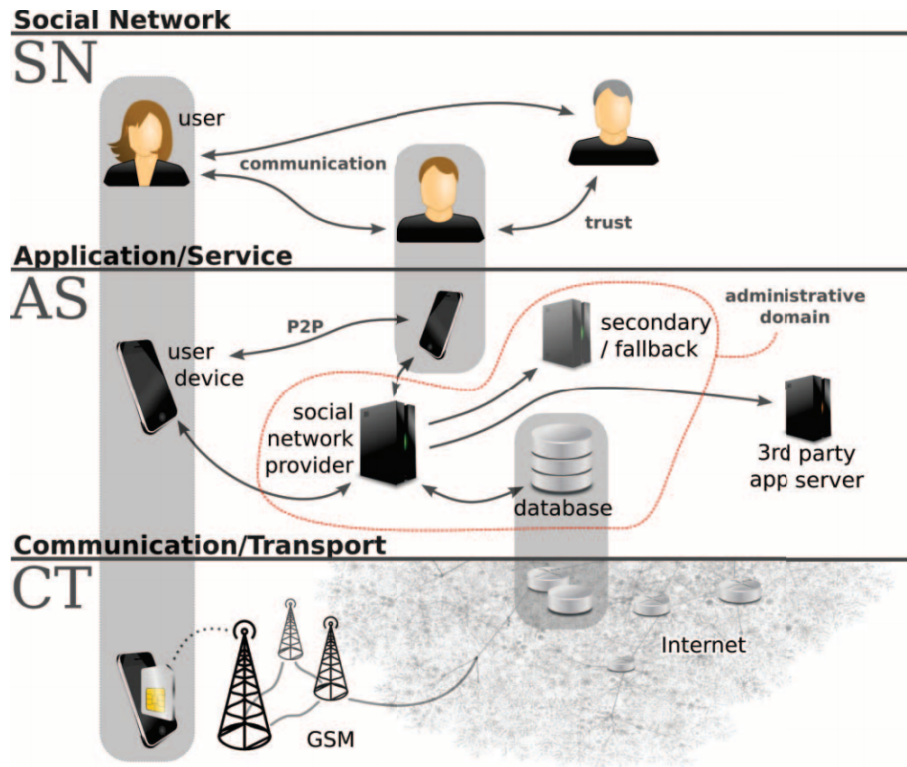 Social Network
SN
user
communication
trust
Application/Service
AS
P2P
user
device
secondary
/ fallback
administrative
domain
social
network
provider
database
3rd party
app server
Communication/Transport
CT
Internet
GSM